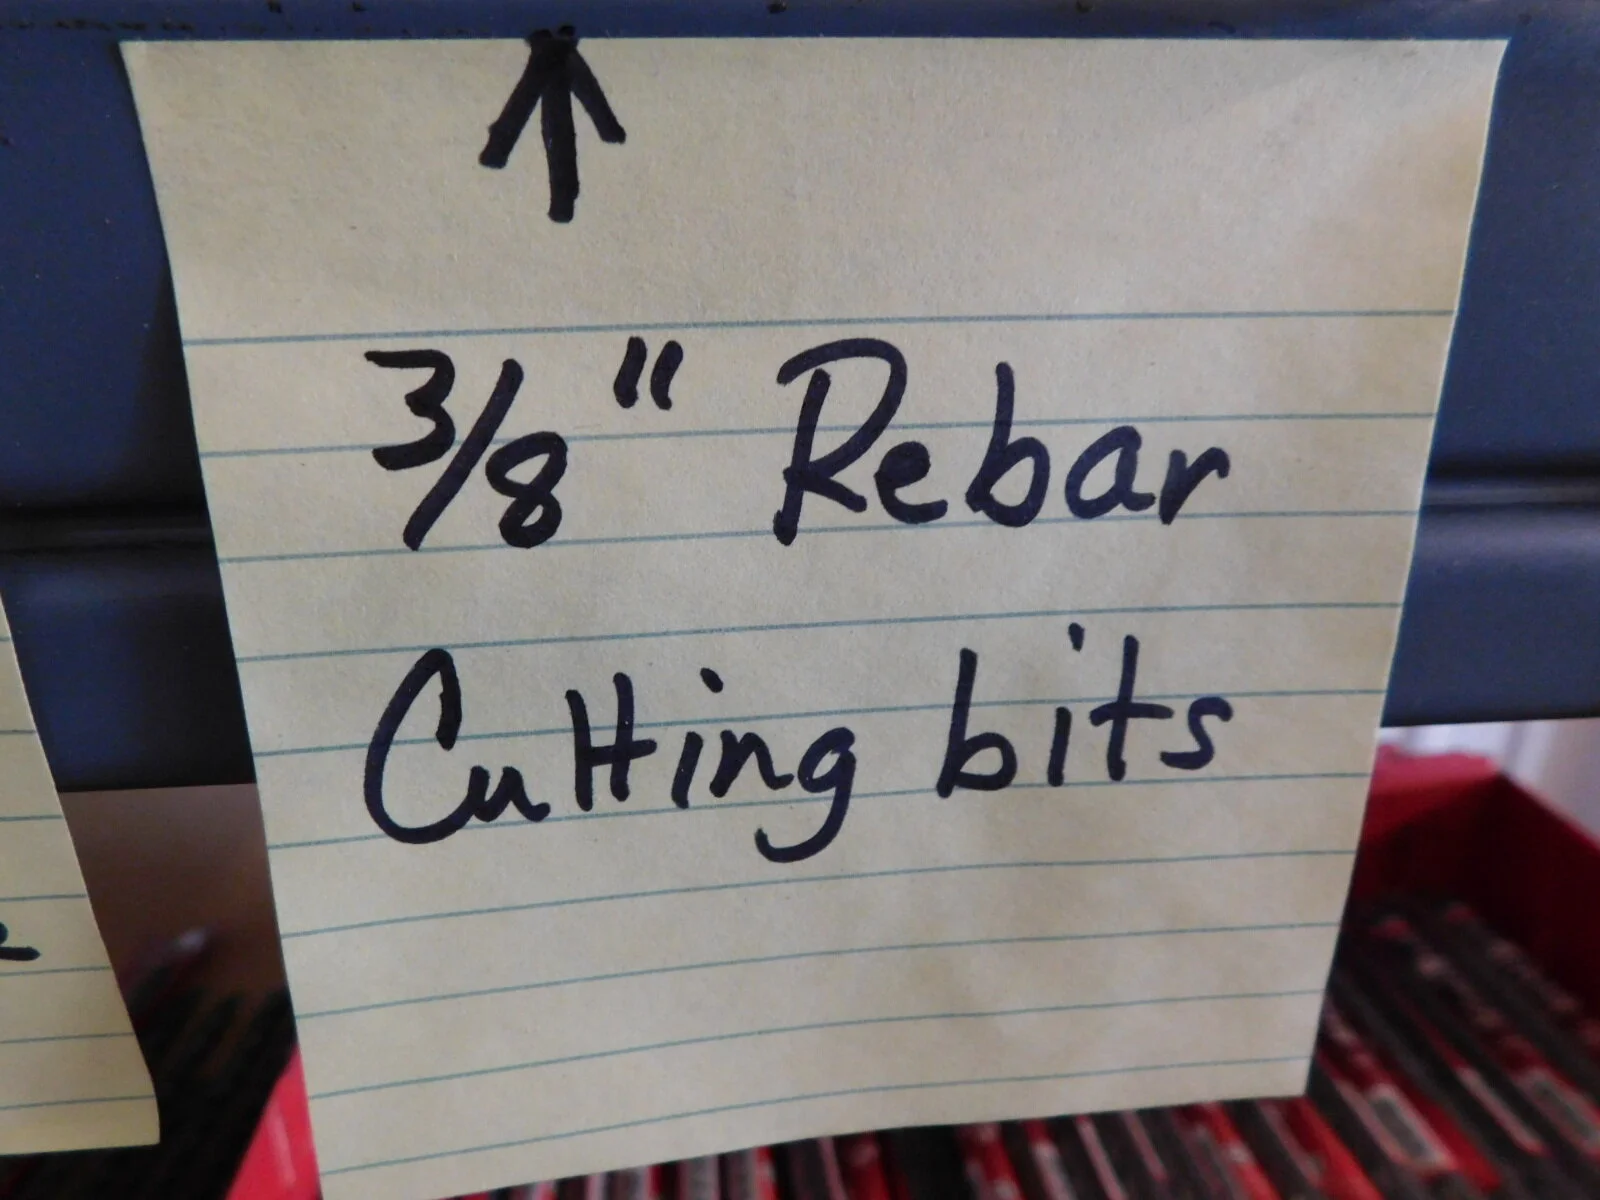 3/8" Rebar
Cutting bits